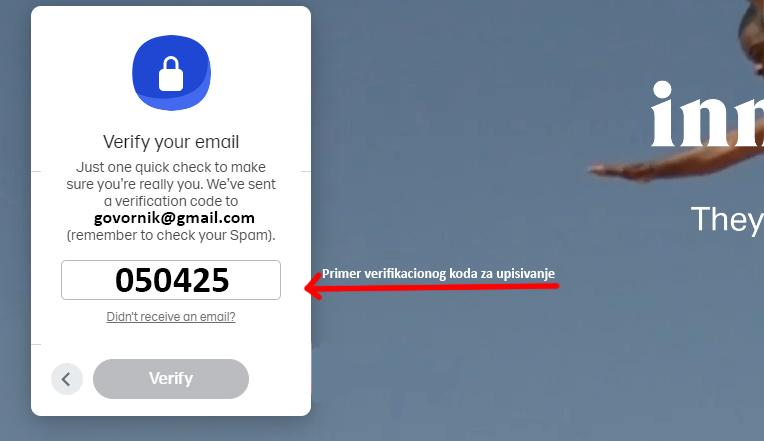 Verify your email
Just one quick check to make
sure you're really you. We've sent
a verification code to
govornik@gmail.com
(remember to check your Spam).
050425
Primer verifikacionog koda za upisivanje
Didn't receive an email?
Verify
inn
They